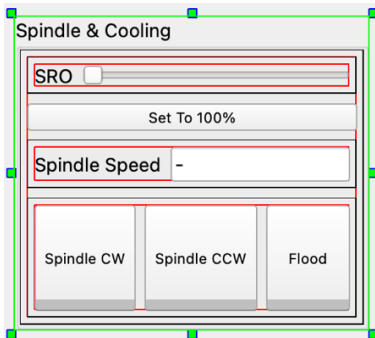 Spindle & Cooling
SRO
Set To 100%
Spindle Speed -
Spindle CW Spindle CCW Flood